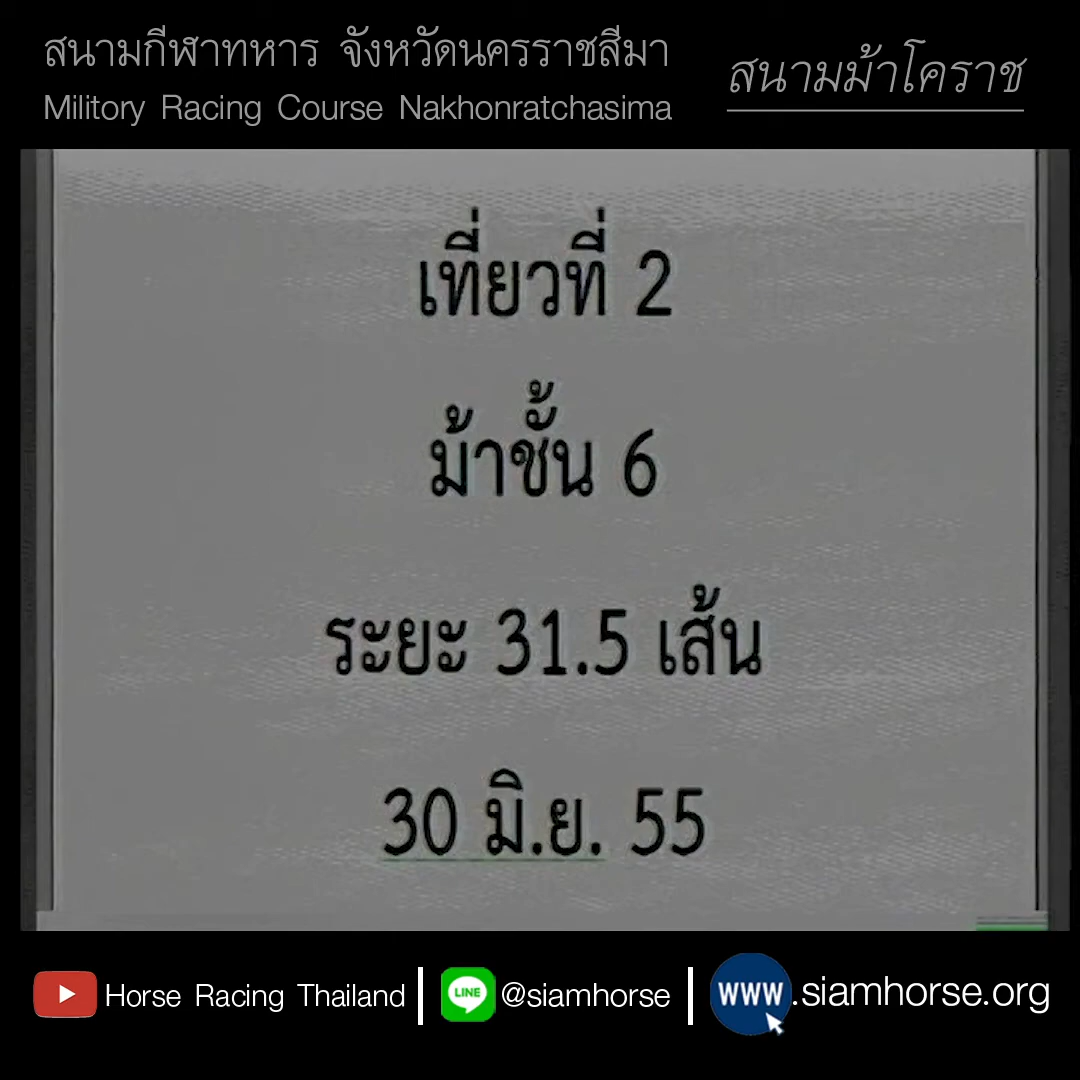 สนามกีฬาทหาร จังหวัดนครราชสีมา
Militory Racing Course Nakhonratchasima
สนามม้าโคราช
เที่ยวที่ 2
ม้าชั้น 6
ระยะ 31.5 เส้น
30 มิ.ย. 55
Horse Racing Thailand
LINE
@siamhorse
www.siamhorse.org